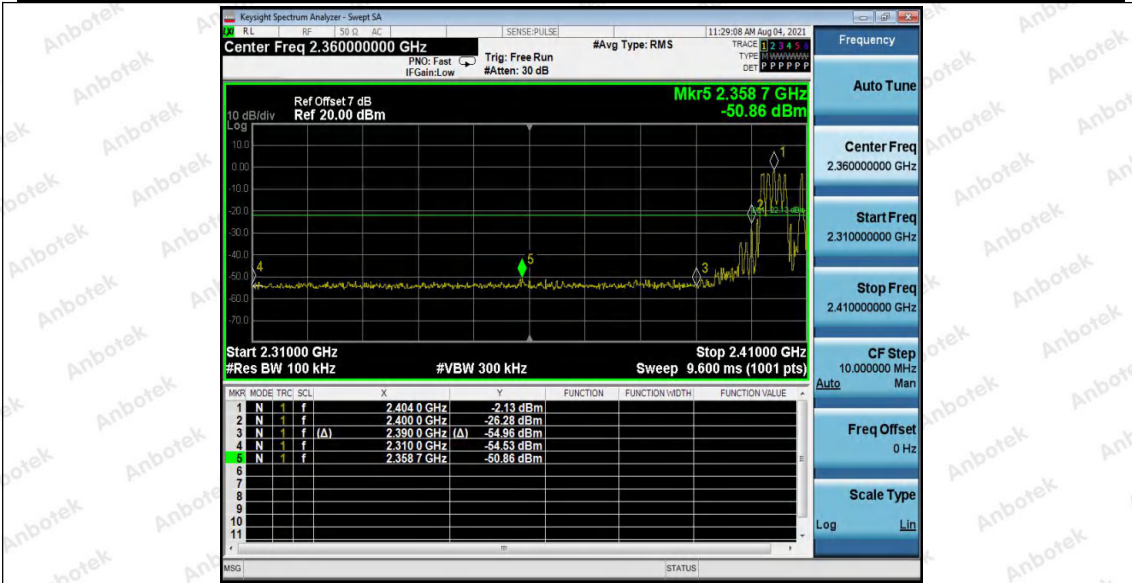 Keysight Spectrum Analyzer - Swept SA
RL RF 50 Ω AC SENSE:PULSE 11:29:08 AM Aug 04, 2021
Center Freq 2.360000000 GHz
PNO: Fast
IFGain:Low
Trig: Free Run
#Atten: 30 dB
#Avg Type: RMS
TRACE 1 2 3 4 5 6
TYPE M WWWWW
DET P P P P P P
Mkr5 2.358 7 GHz
-50.86 dBm
Ref Offset 7 dB
10 dB/div Ref 20.00 dBm
Log
10.0
0.00
-10.0
-20.0
-30.0
-40.0
-50.0
-60.0
-70.0
1
2
3
4
5
Start 2.31000 GHz Stop 2.41000 GHz
#Res BW 100 kHz #VBW 300 kHz Sweep 9.600 ms (1001 pts)
MKR MODE TRC SCL X Y FUNCTION FUNCTION WIDTH FUNCTION VALUE
1 N 1 f 2.404 0 GHz -2.13 dBm
2 N 1 f 2.400 0 GHz -26.28 dBm
3 N 1 f (Δ) 2.390 0 GHz (Δ) -54.96 dBm
4 N 1 f 2.310 0 GHz -54.53 dBm
5 N 1 f 2.358 7 GHz -50.86 dBm
6
7
8
9
10
11
MSG STATUS
Frequency
Auto Tune
Center Freq
2.360000000 GHz
Start Freq
2.310000000 GHz
Stop Freq
2.410000000 GHz
CF Step
10.000000 MHz
Auto Man
Freq Offset
0 Hz
Scale Type
Log Lin
Anbotek